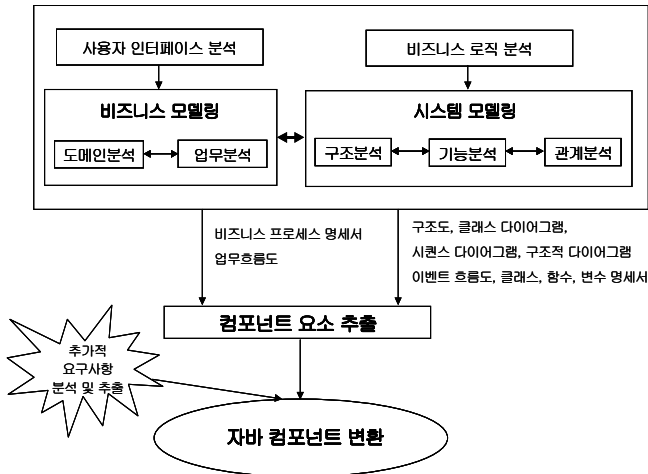 사용자 인터페이스 분석
비즈니스 로직 분석
비즈니스 모델링
도메인분석
업무분석
시스템 모델링
구조분석
기능분석
관계분석
비즈니스 프로세스 명세서
업무흐름도
구조도, 클래스 다이어그램,
시퀀스 다이어그램, 구조적 다이어그램
이벤트 흐름도, 클래스, 함수, 변수 명세서
컴포넌트 요소 추출
추가적
요구사항
분석 및 추출
자바 컴포넌트 변환